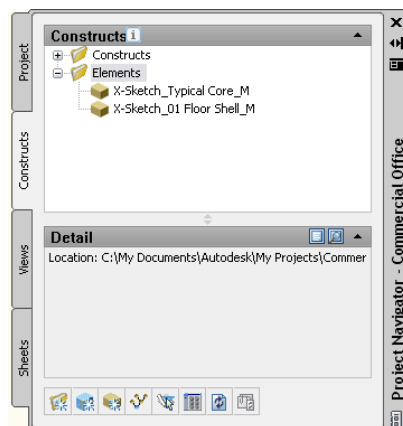 Project
Constructs
Views
Sheets
Constructs
Constructs
Elements
X-Sketch_Typical Core_M
X-Sketch_01 Floor Shell_M
Detail
Location: C:\My Documents\Autodesk\My Projects\Commer
Project Navigator - Commercial Office